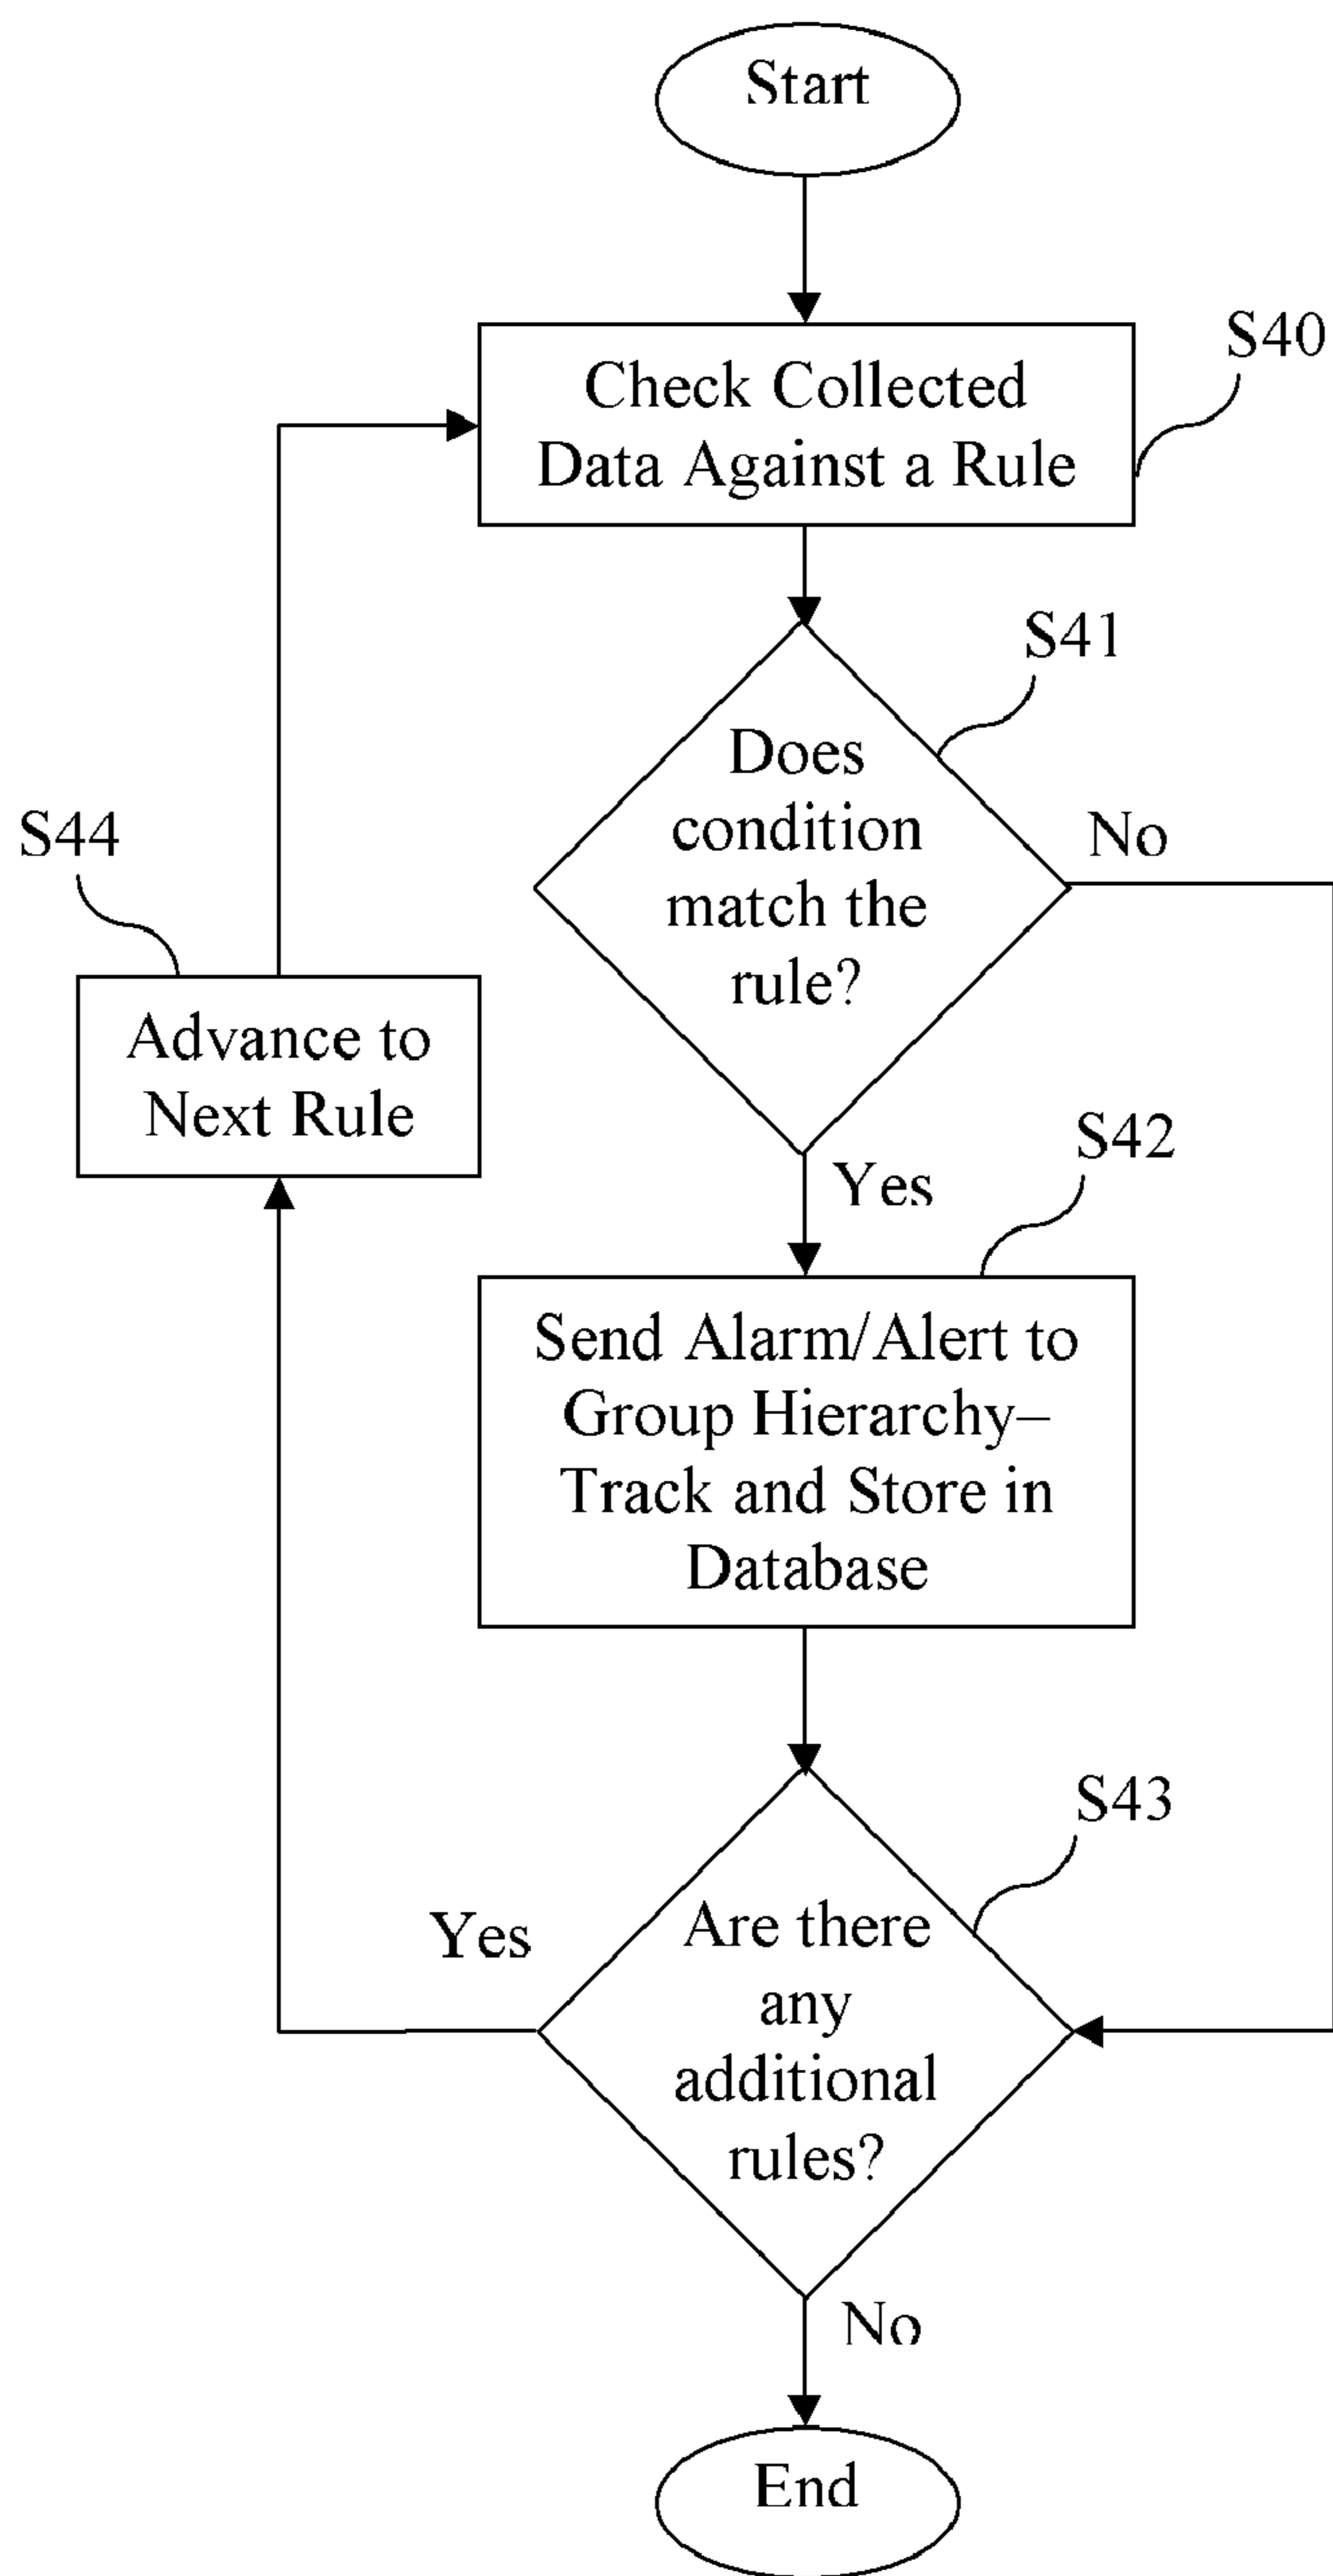 Start
Check Collected
Data Against a Rule
S40
S41
Does
condition
match the
rule?
No
S44
Advance to
Next Rule
Yes
S42
Send Alarm/Alert to
Group Hierarchy–
Track and Store in
Database
S43
Are there
any
additional
rules?
Yes
No
End